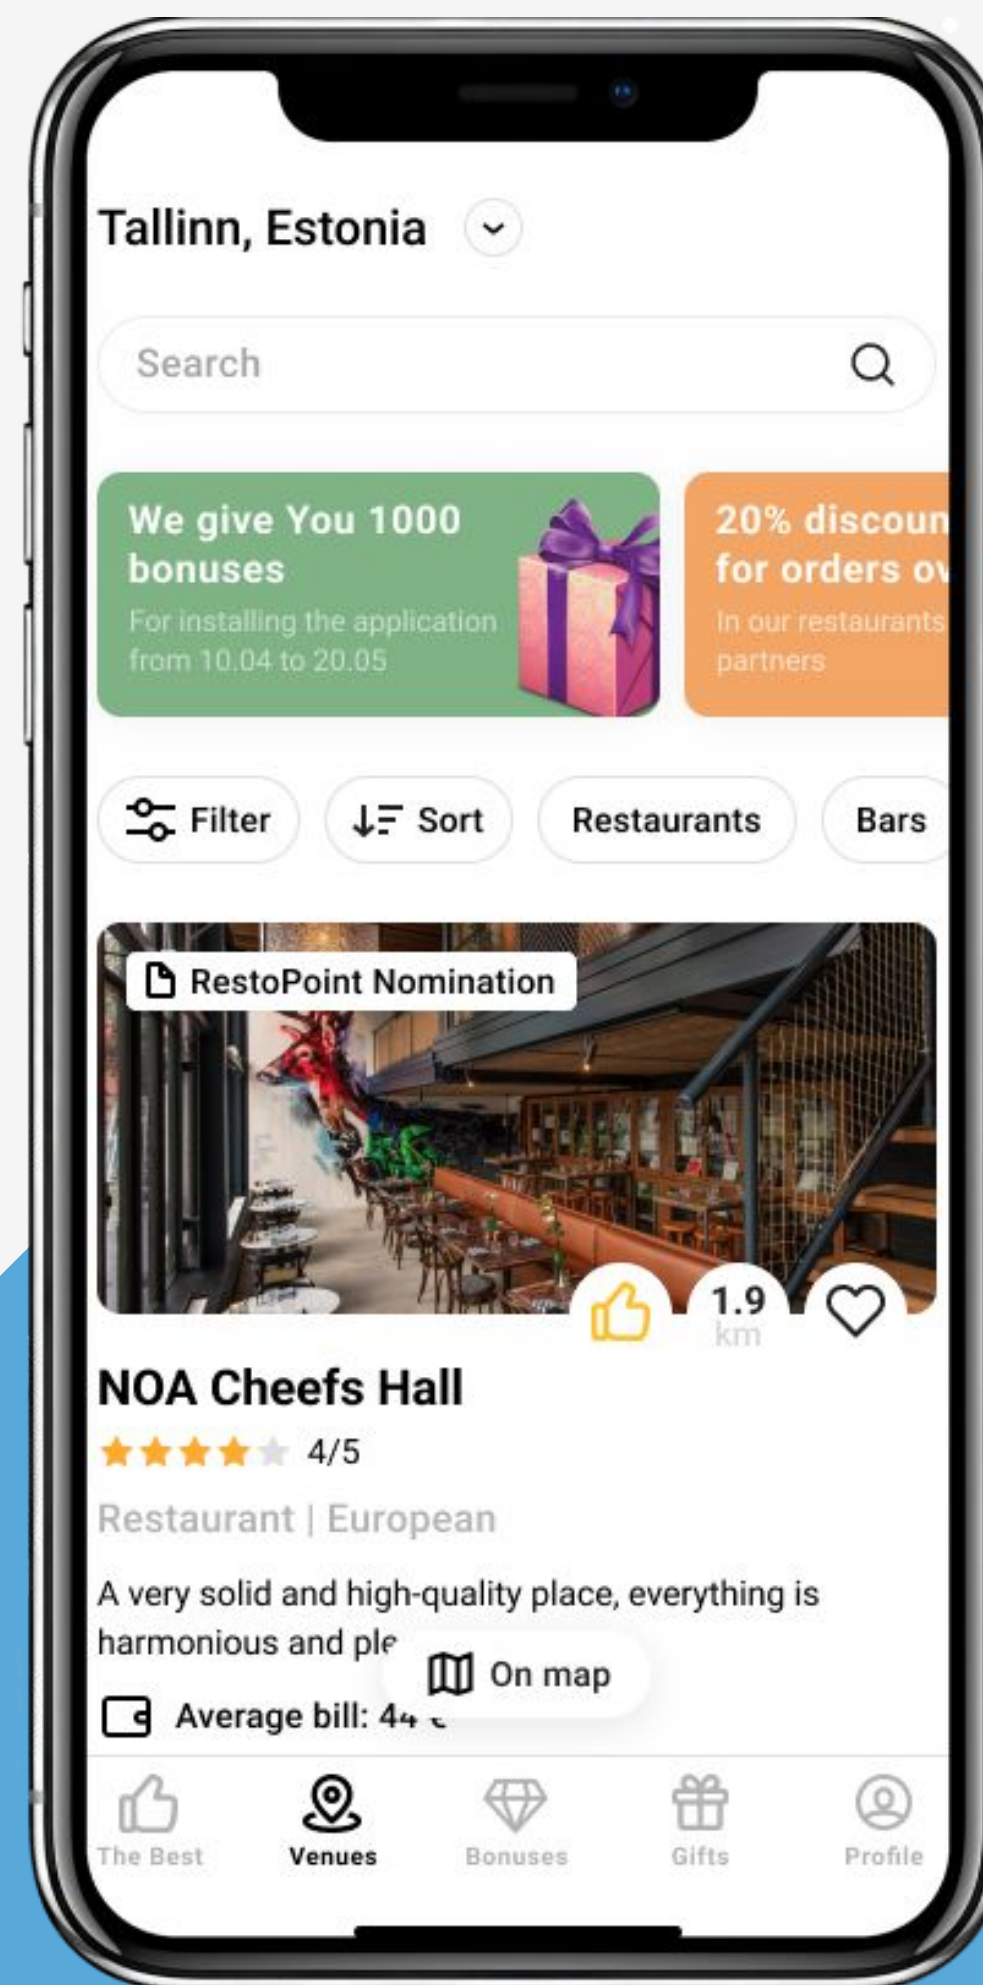 Tallinn, Estonia
Search
We give You 1000
bonuses
For installing the application
from 10.04 to 20.05
20% discoun
for orders ov
In our restaurants
partners
Filter
Sort
Restaurants
Bars
RestoPoint Nomination
1.9
km
NOA Cheefs Hall
4/5
Restaurant | European
A very solid and high-quality place, everything is
harmonious and ple
On map
Average bill: 44 €
The Best
Venues
Bonuses
Gifts
Profile